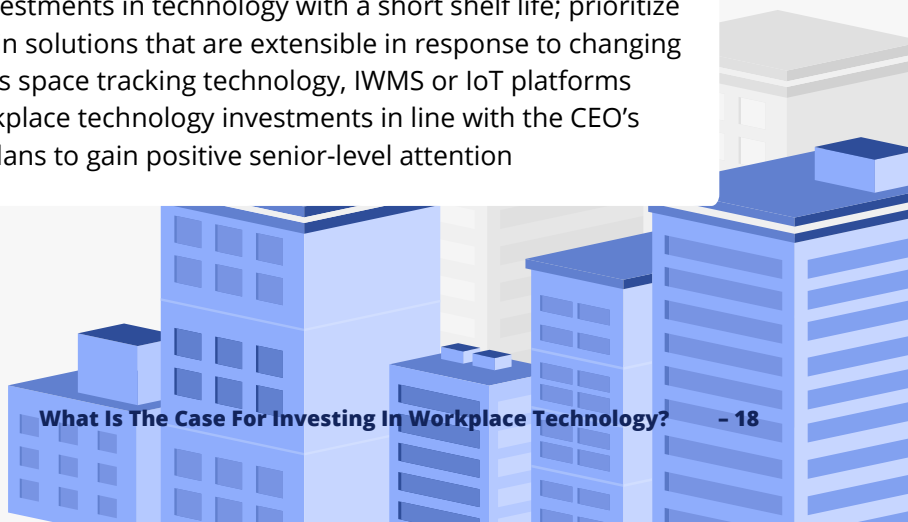 estments in technology with a short shelf life; prioritize
n solutions that are extensible in response to changing
s space tracking technology, IWMS or IoT platforms
kplace technology investments in line with the CEO’s
lans to gain positive senior-level attention
What Is The Case For Investing In Workplace Technology? – 18